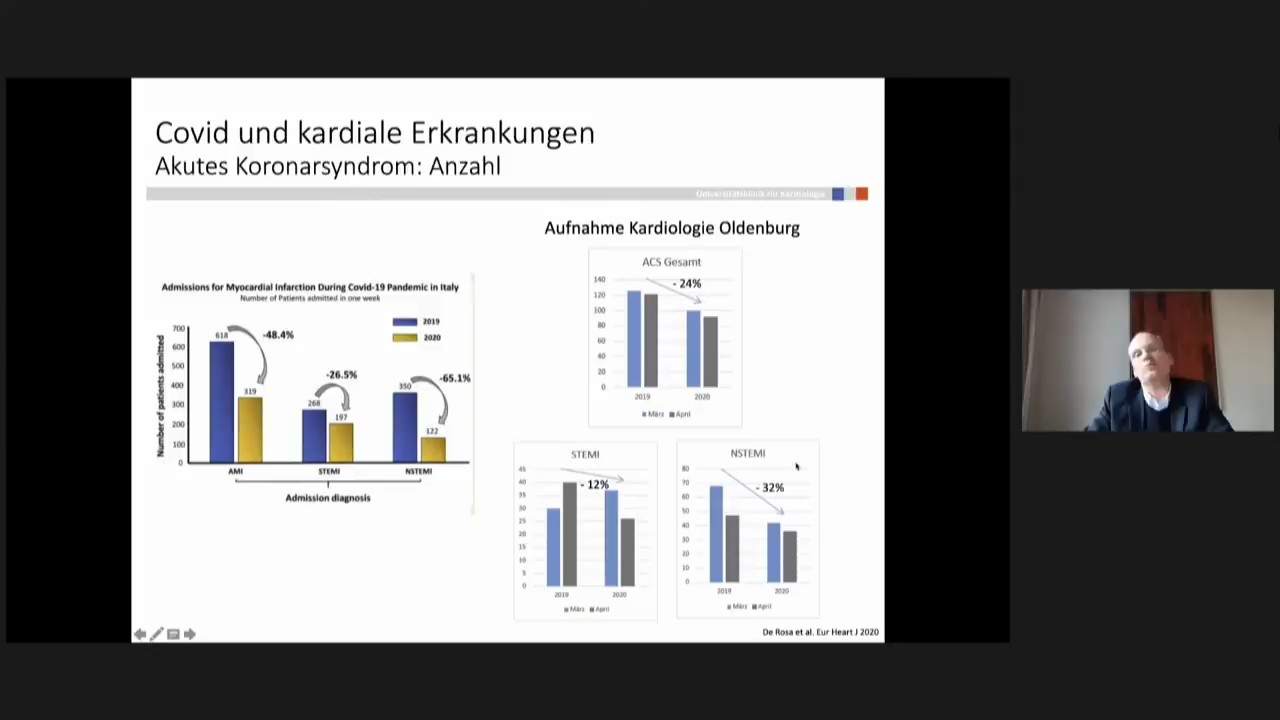 Covid und kardiale Erkrankungen
Akutes Koronarsyndrom: Anzahl
Universitätsklinik für Kardiologie
Aufnahme Kardiologie Oldenburg
Admissions for Myocardial Infarction During Covid-19 Pandemic in Italy
Number of Patients admitted in one week
Number of patients admitted
700
600
500
400
300
200
100
0
2019
2020
618
-48.4%
319
268
-26.5%
197
350
-65.1%
122
AMI
STEMI
NSTEMI
Admission diagnosis
ACS Gesamt
140
120
100
80
60
40
20
0
- 24%
2019
2020
März
April
STEMI
45
40
35
30
25
20
15
10
5
0
- 12%
2019
2020
März
April
NSTEMI
80
70
60
50
40
30
20
10
0
- 32%
2019
2020
März
April
De Rosa et al. Eur Heart J 2020